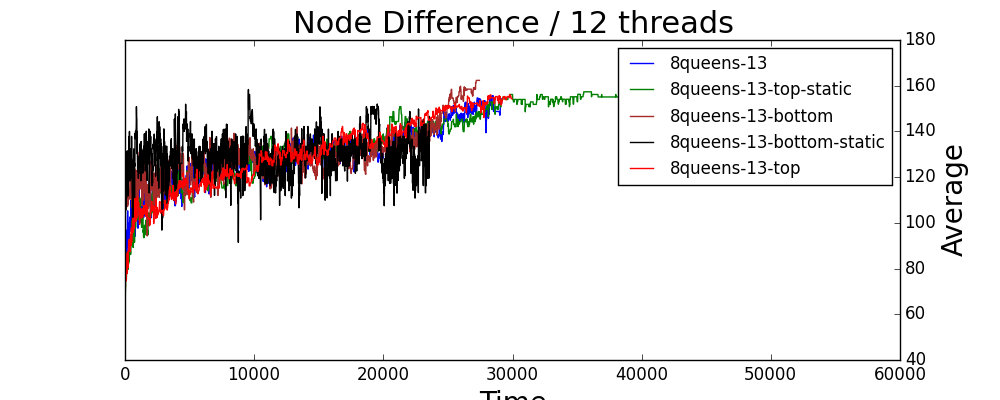 Node Difference / 12 threads
180
160
140
120
100
80
60
40
Average
8queens-13
8queens-13-top-static
8queens-13-bottom
8queens-13-bottom-static
8queens-13-top
0 10000 20000 30000 40000 50000 60000
Time